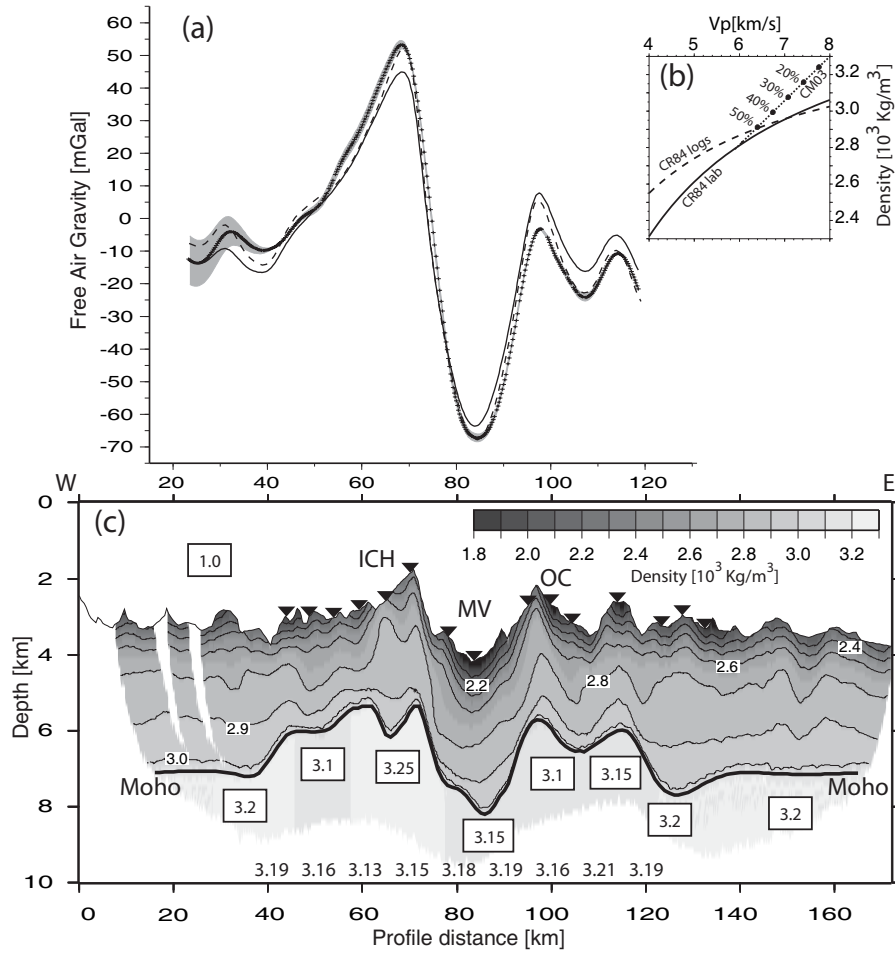 (a)
Free Air Gravity [mGal]
60
50
40
30
20
10
0
-10
-20
-30
-40
-50
-60
-70
20 40 60 80 100 120
Vp[km/s]
4 5 6 7 8
(b)
20%
30%
40%
50%
CM03
CR84 logs
CR84 lab
3.2
3.0
2.8
2.6
2.4
Density [10³ Kg/m³]
W E
(c)
1.0
ICH
MV
OC
1.8 2.0 2.2 2.4 2.6 2.8 3.0 3.2
Density [10³ Kg/m³]
0
2
4
6
8
10
Depth [km]
2.4
2.6
2.2
2.8
2.9
3.0
Moho Moho
3.2
3.1
3.25
3.15
3.1
3.15
3.2
3.2
3.19 3.16 3.13 3.15 3.18 3.19 3.16 3.21 3.19
0 20 40 60 80 100 120 140 160
Profile distance [km]